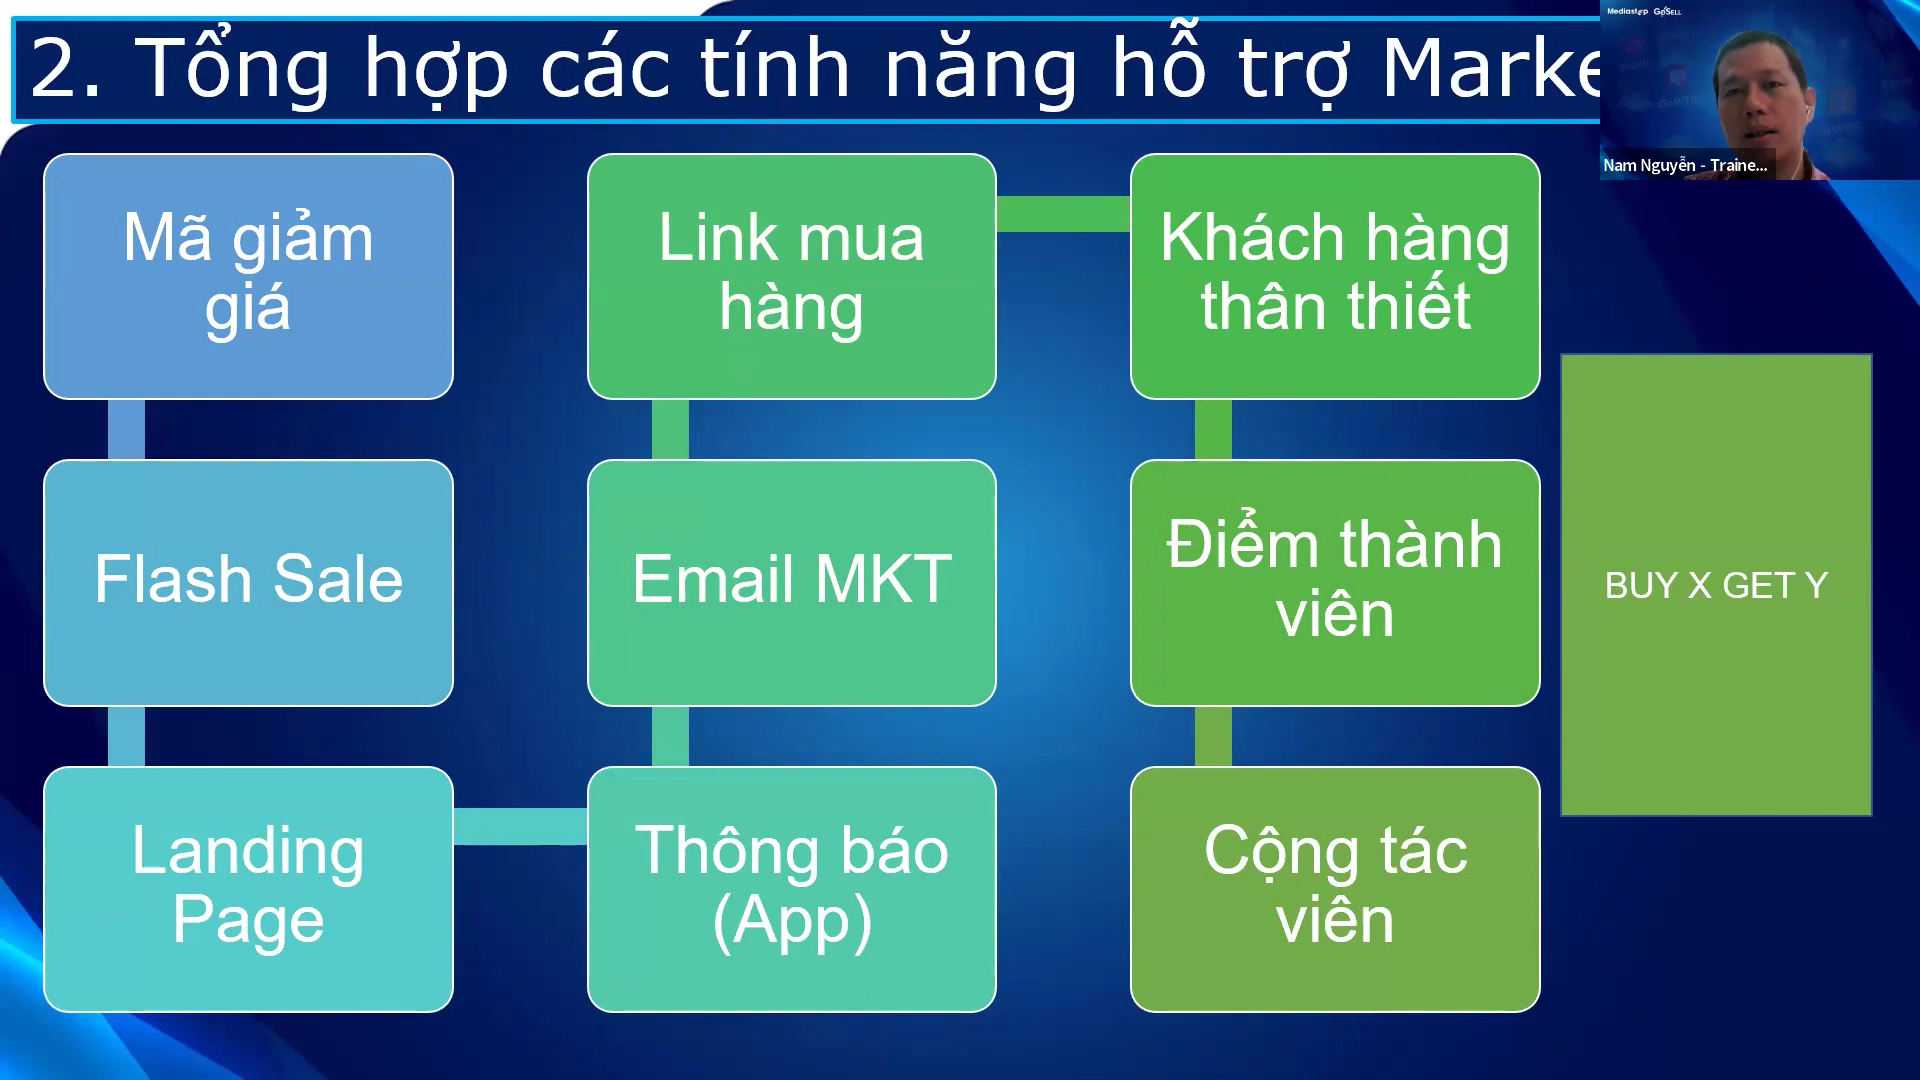 2. Tổng hợp các tính năng hỗ trợ Marke
Mediastep GoSELL
Nam Nguyễn - Traine...
Mã giảm
giá
Flash Sale
Landing
Page
Thông báo
(App)
Email MKT
Link mua
hàng
Khách hàng
thân thiết
Điểm thành
viên
Cộng tác
viên
BUY X GET Y